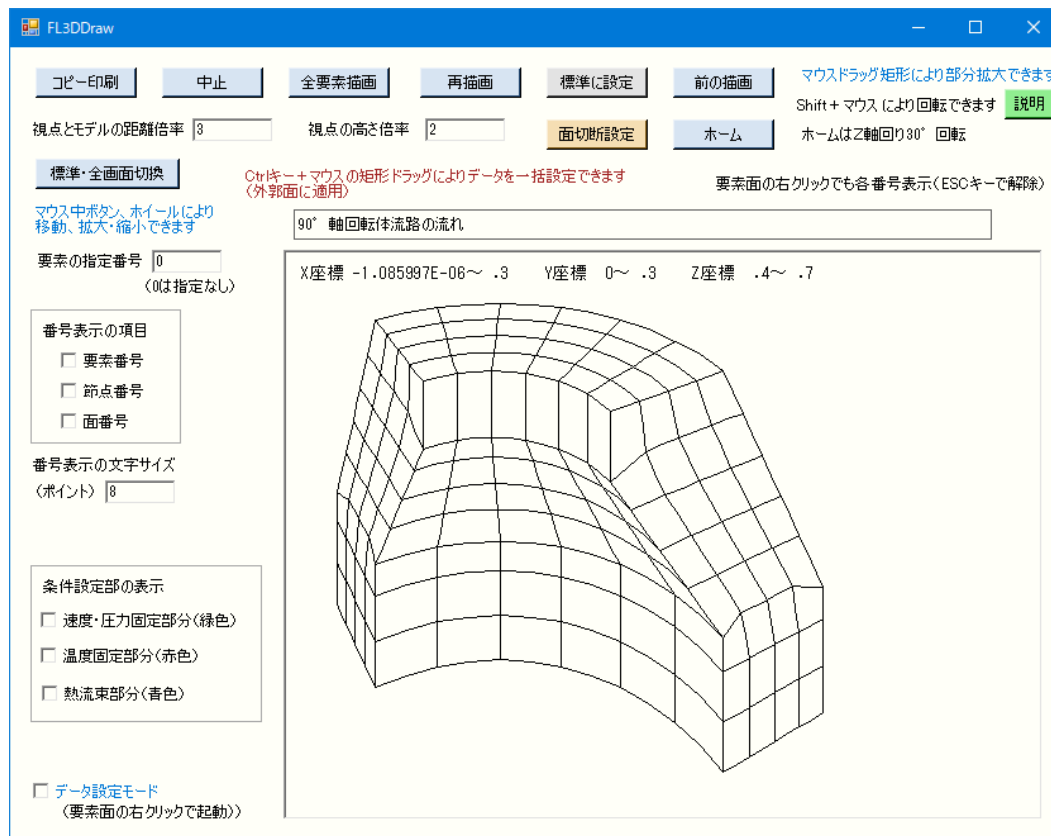 FL3DDraw
コピー印刷 中止 全要素描画 再描画 標準に設定 前の描画 マウスドラッグ矩形により部分拡大できます
Shift+マウスにより回転できます 説明
視点とモデルの距離倍率 3 視点の高さ倍率 2 面切断設定 ホーム ホームはZ軸回り30°回転
標準・全画面切換
Ctrlキー+マウスの矩形ドラッグによりデータを一括設定できます
(外郭面に適用)
要素面の右クリックでも各番号表示(ESCキーで解除)
マウス中ボタン、ホイールにより
移動、拡大・縮小できます
90° 軸回転体流路の流れ
要素の指定番号 0
(0は指定なし)
X座標 -1.085997E-06~ .3 Y座標 0~ .3 Z座標 .4~ .7
番号表示の項目
要素番号
節点番号
面番号
番号表示の文字サイズ
(ポイント) 8
条件設定部の表示
速度・圧力固定部分(緑色)
温度固定部分(赤色)
熱流束部分(青色)
データ設定モード
(要素面の右クリックで起動))